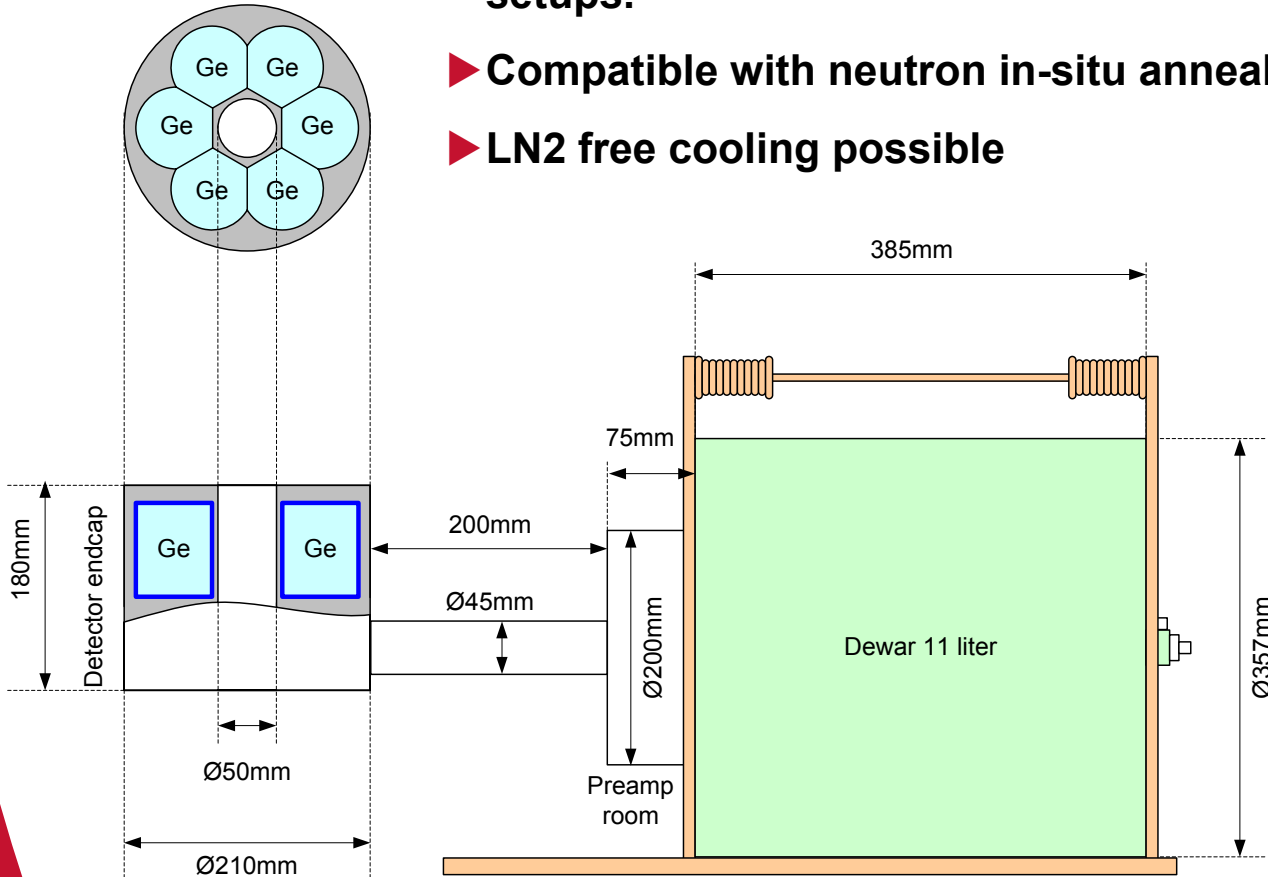 setups.
Compatible with neutron in-situ anneal
LN2 free cooling possible
Ge Ge
Ge Ge
Ge Ge
385mm
75mm
200mm
180mm
Detector endcap
Ge Ge
Ø45mm
Ø200mm
Dewar 11 liter
Ø357mm
Ø50mm
Preamp
room
Ø210mm